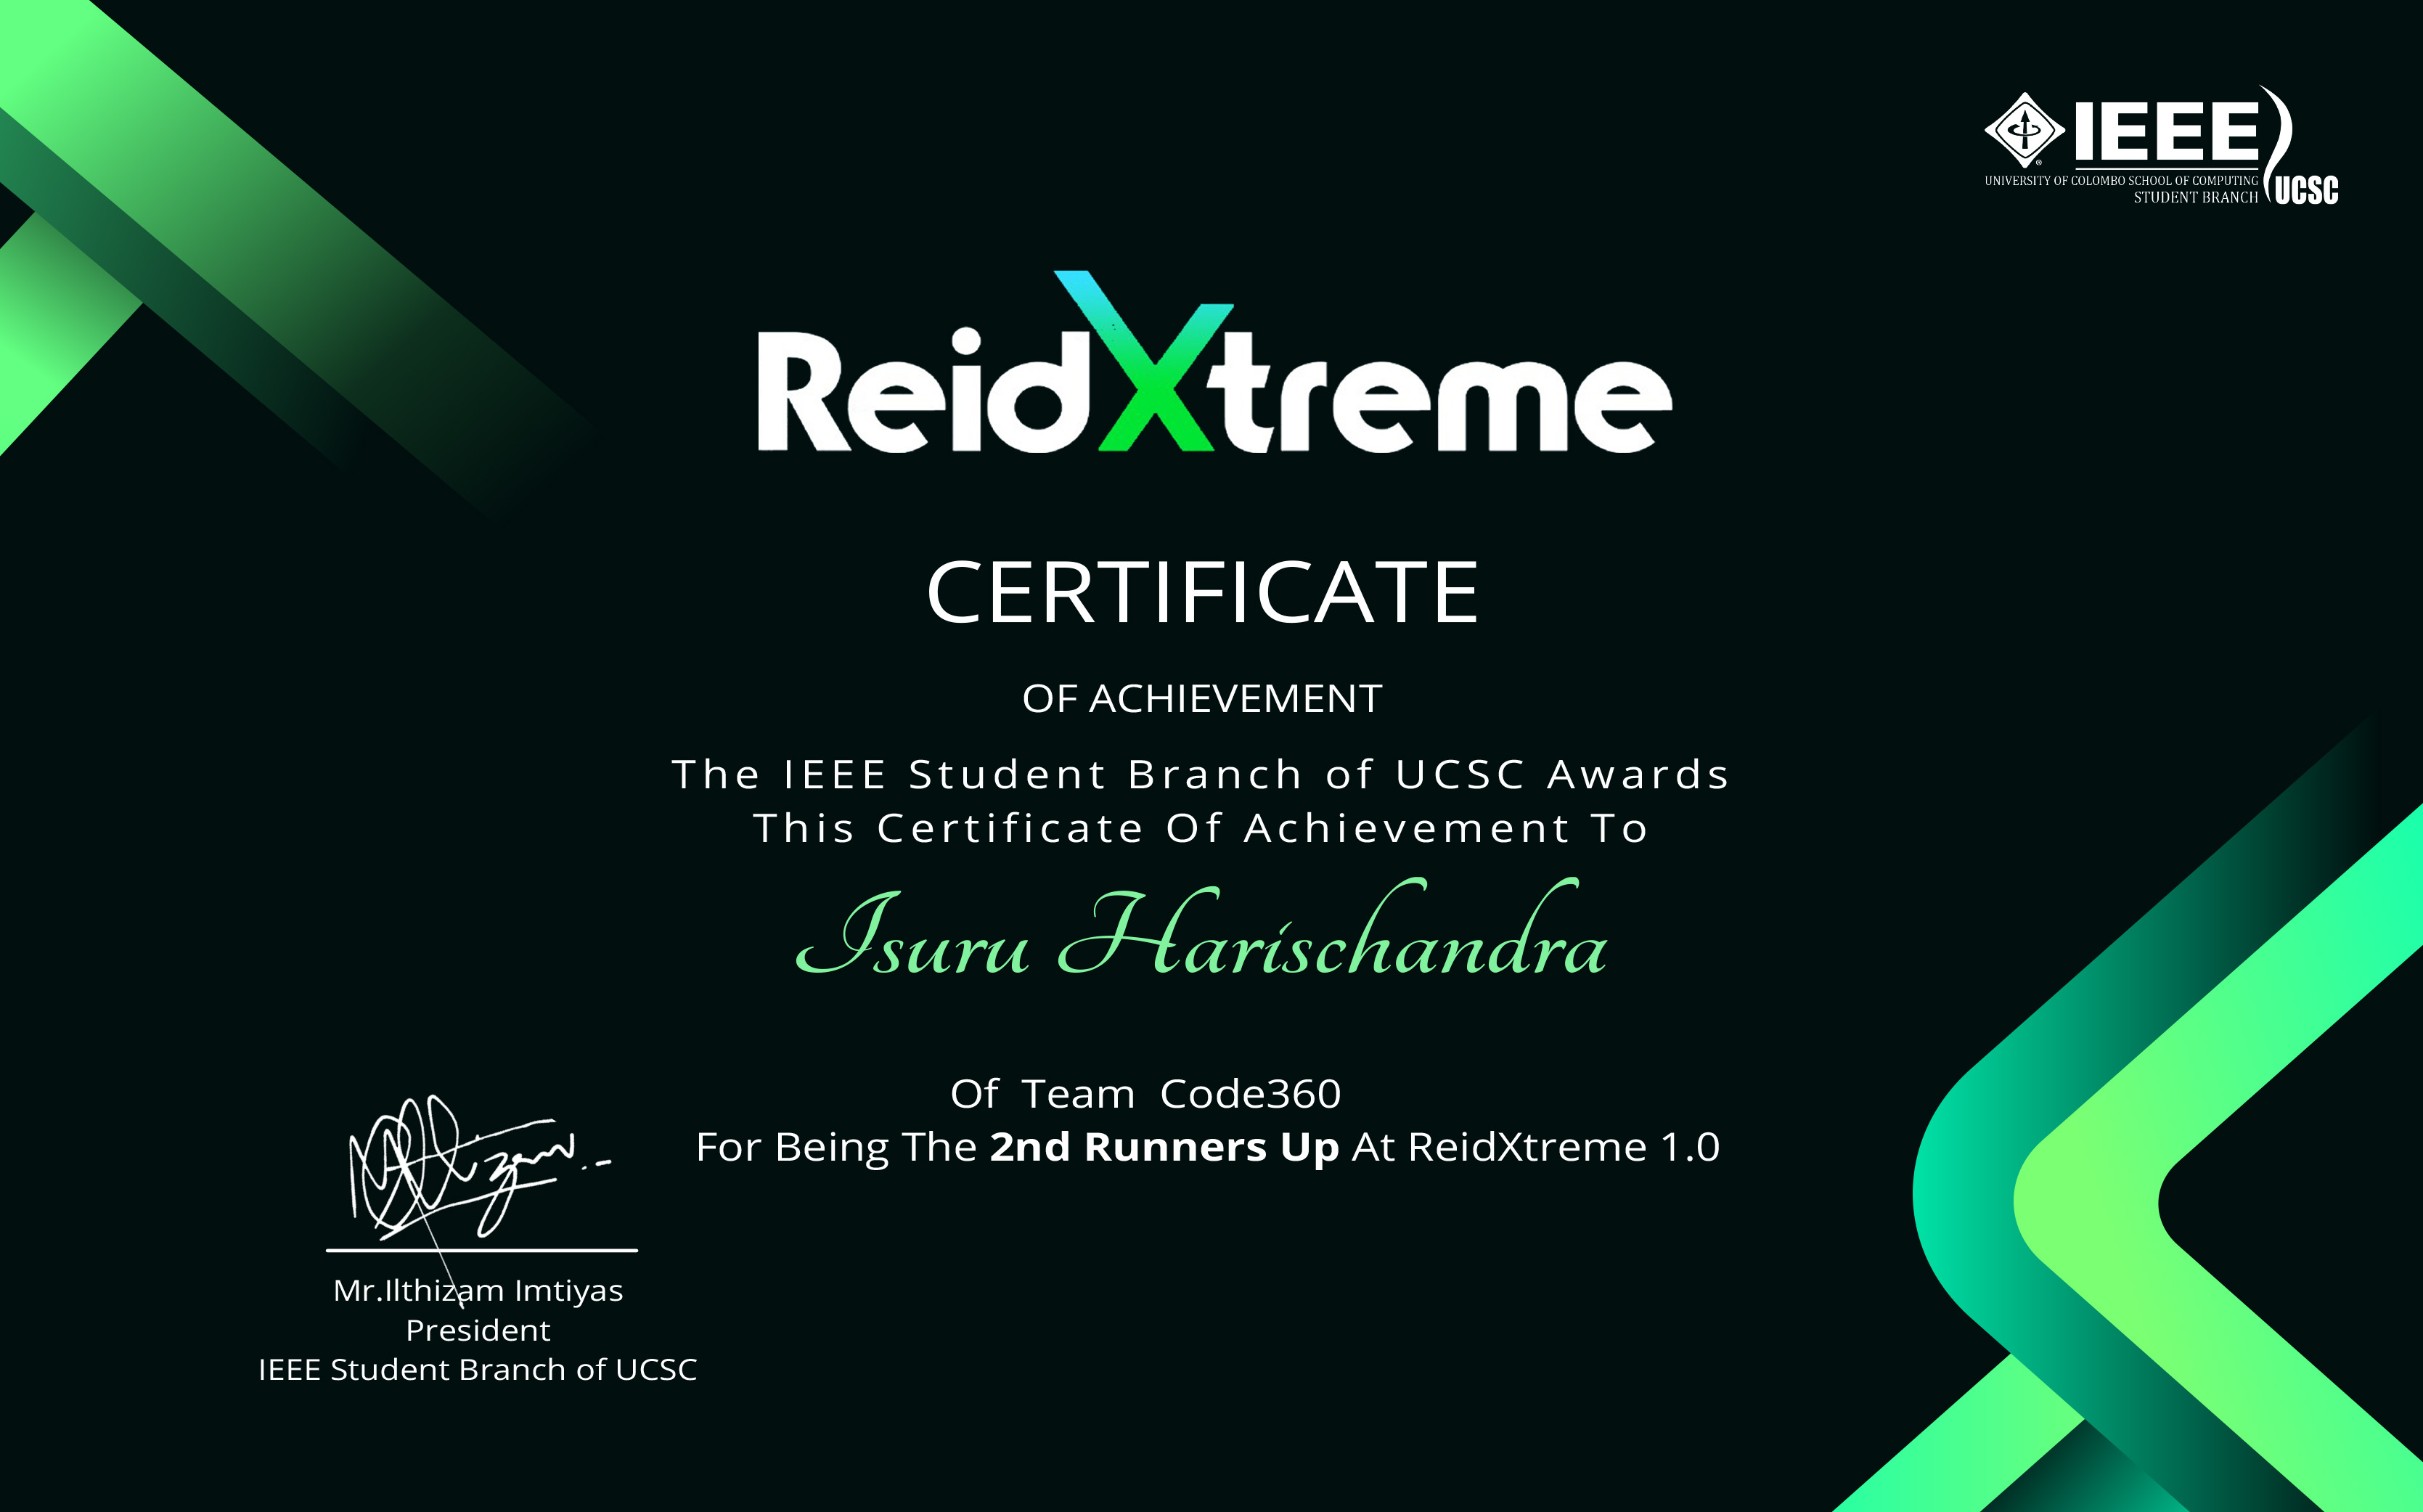 IEEE
UNIVERSITY OF COLOMBO SCHOOL OF COMPUTING
STUDENT BRANCH
UCSC
ReidXtreme
CERTIFICATE
OF ACHIEVEMENT
The IEEE Student Branch of UCSC Awards
This Certificate Of Achievement To
Isuru Harischandra
Of Team Code360
For Being The 2nd Runners Up At ReidXtreme 1.0
Mr.Ilthizam Imtiyas
President
IEEE Student Branch of UCSC